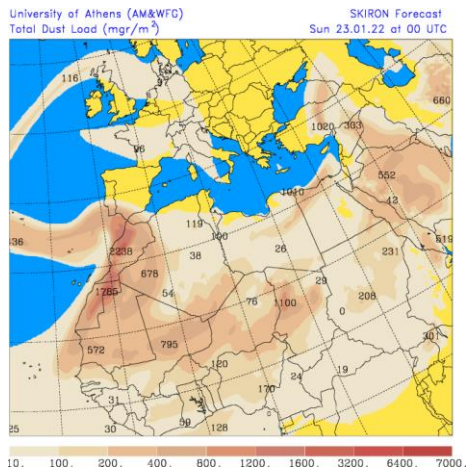 University of Athens (AM&WFG) SKIRON Forecast
Total Dust Load (mgr/m²) Sun 23.01.22 at 00 UTC
116
660
1020 303
96
552
1010 42
119
100
36 2238 26 231 519
38
678 29
1785 54 76 1100 208
0
572 795 301
120 19
24
170
31
59
25 30 128
10. 100. 200. 400. 800. 1200. 1600. 3200. 6400. 7000.